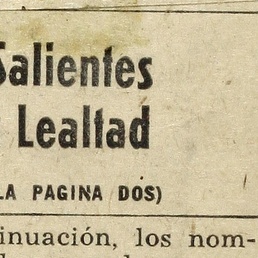 Salientes
Lealtad
LA PAGINA DOS)
inuación, los nom-